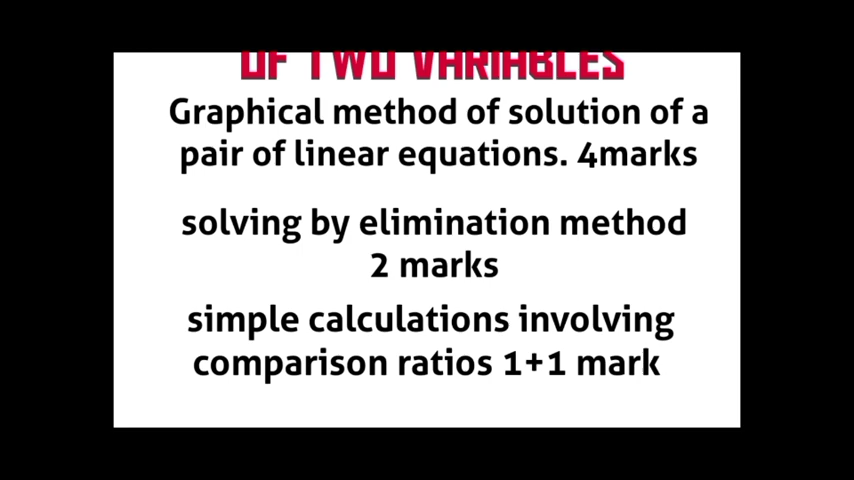 OF TWO VARIABLES
Graphical method of solution of a
pair of linear equations. 4marks
solving by elimination method
2 marks
simple calculations involving
comparison ratios 1+1 mark